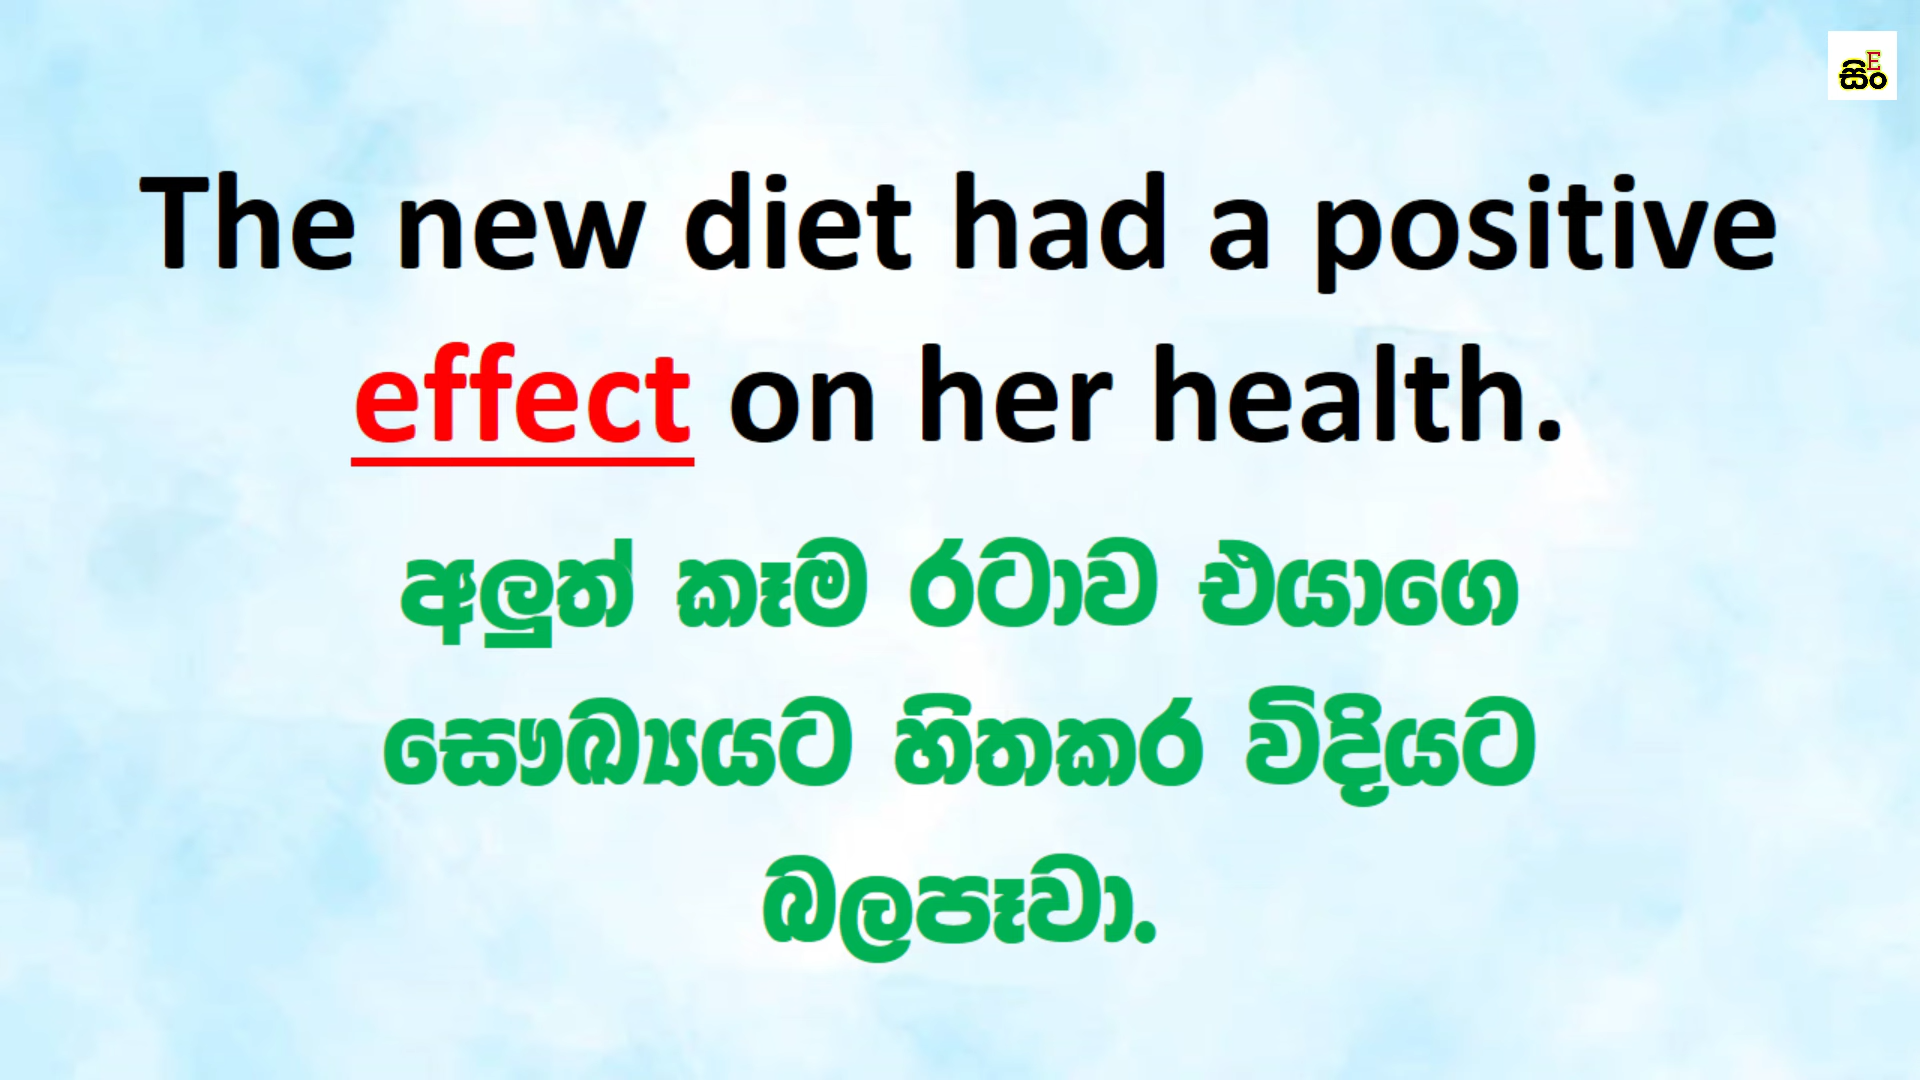 සිං
E
The new diet had a positive
effect on her health.
අලුත් කෑම රටාව එයාගෙ
සෞඛ්‍යයට හිතකර විදියට
බලපෑවා.